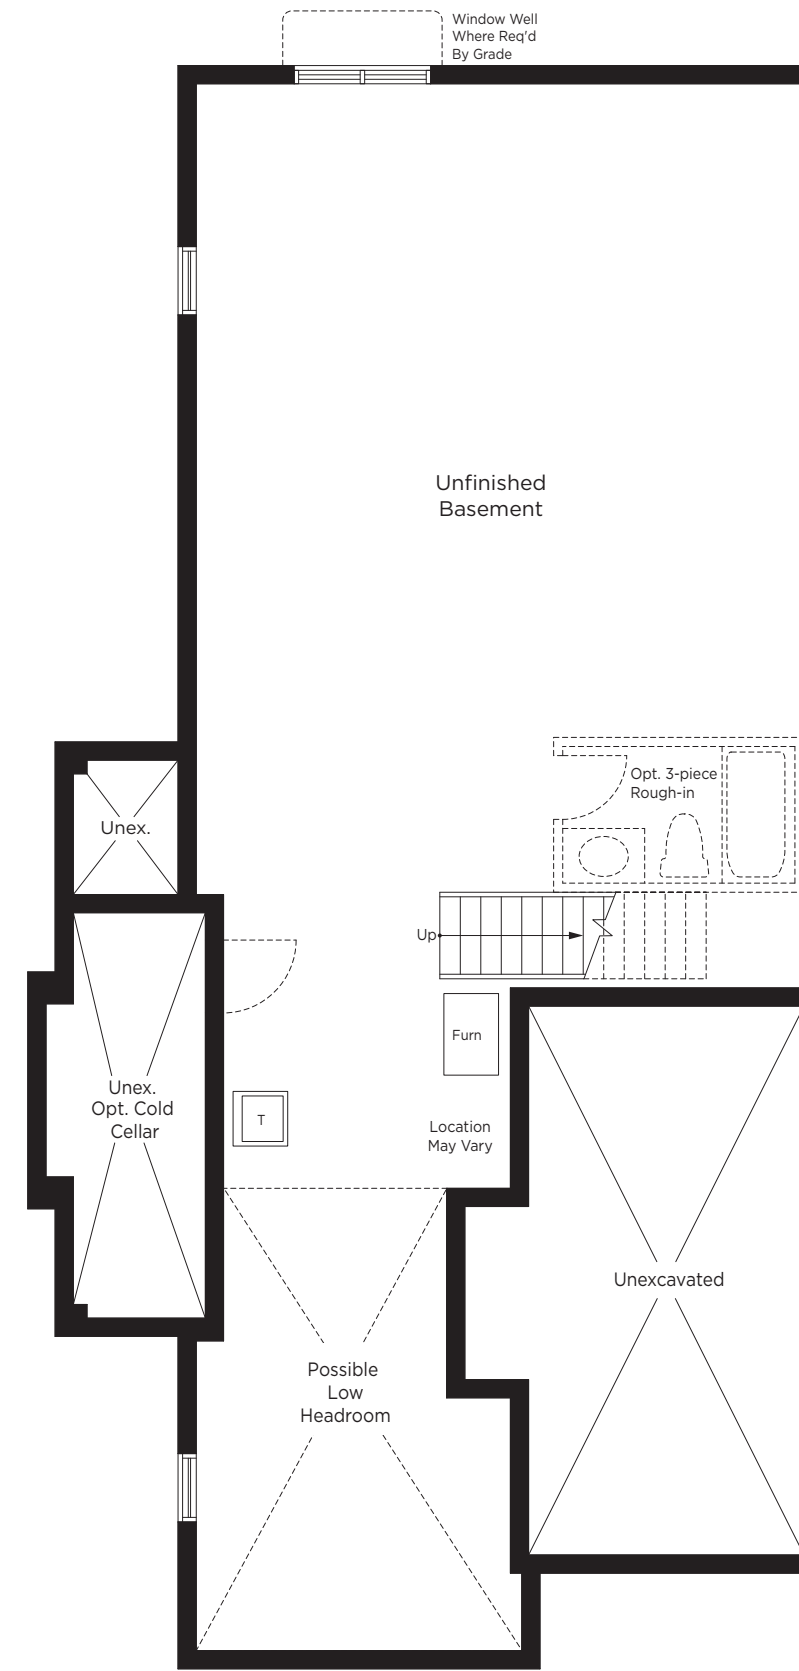 Window Well
Where Req'd
By Grade
Unfinished
Basement
Opt. 3-piece
Rough-in
Unex.
Up
Furn
Unex.
Opt. Cold
Cellar
T
Location
May Vary
Unexcavated
Possible
Low
Headroom